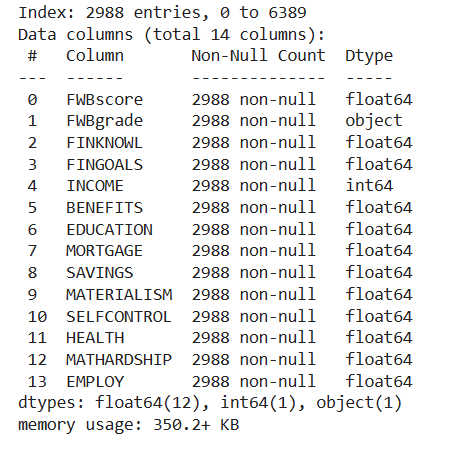 Index: 2988 entries, 0 to 6389
Data columns (total 14 columns):
 #   Column       Non-Null Count  Dtype
---  ------       --------------  -----
 0   FWBscore     2988 non-null   float64
 1   FWBgrade     2988 non-null   object
 2   FINKNOWL     2988 non-null   float64
 3   FINGOALS     2988 non-null   float64
 4   INCOME       2988 non-null   int64
 5   BENEFITS     2988 non-null   float64
 6   EDUCATION    2988 non-null   float64
 7   MORTGAGE     2988 non-null   float64
 8   SAVINGS      2988 non-null   float64
 9   MATERIALISM  2988 non-null   float64
 10  SELFCONTROL  2988 non-null   float64
 11  HEALTH       2988 non-null   float64
 12  MATHARDSHIP  2988 non-null   float64
 13  EMPLOY       2988 non-null   float64
dtypes: float64(12), int64(1), object(1)
memory usage: 350.2+ KB